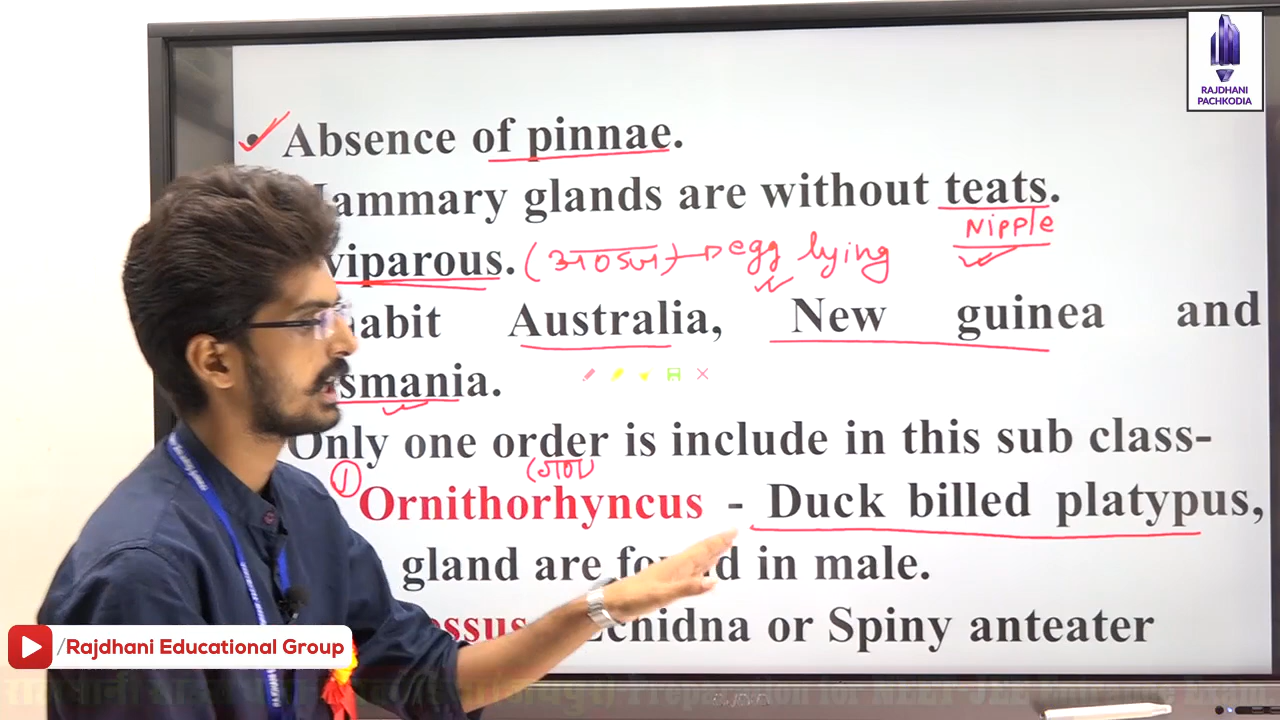 RAJDHANI
PACHKODIA
• Absence of pinnae.
ammary glands are without teats.
Nipple
viparous. (अण्डज) → egg lying
abit Australia, New guinea and
smania.
Only one order is include in this sub class-
①
Ornithorhyncus - Duck billed platypus,
gland are found in male.
ssus Echidna or Spiny anteater
/Rajdhani Educational Group